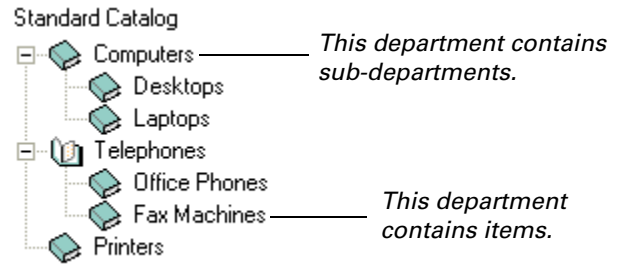 Standard Catalog
Computers
This department contains
sub-departments.
Desktops
Laptops
Telephones
Office Phones
Fax Machines
This department
contains items.
Printers